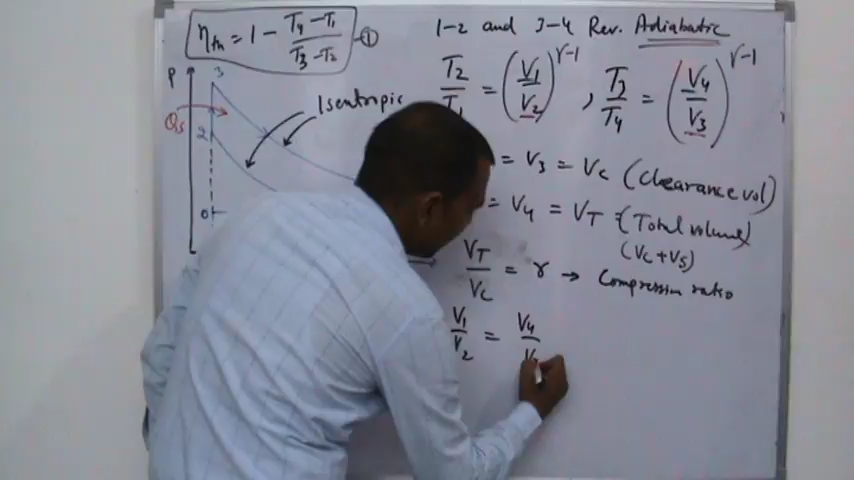 η_th = 1 - (T4 - T1)/(T3 - T2) - ①
1-2 and 3-4 Rev. Adiabatic
T2/T1 = (V1/V2)^γ-1 , T3/T4 = (V4/V3)^γ-1
P
3
Isentropic
Qs
2
0
= V3 = Vc (Clearance vol)
= V4 = VT = (Total volume)
(Vc + Vs)
VT/Vc = r → Compression ratio
V1/V2 = V4/V